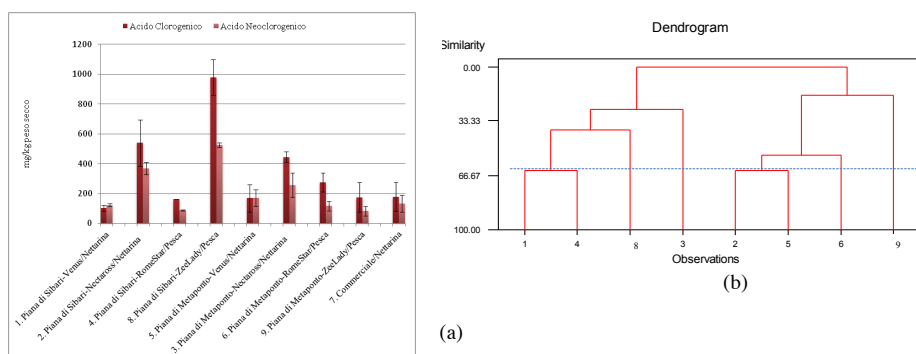 Acido Clorogenico Acido Neoclorogenico
1200
1000
800
600
400
200
0
mg/kg peso secco
1. Piana di Sibari-Venus/Nettarina
2. Piana di Sibari-Nectaross/Nettarina
4. Piana di Sibari-RomeStar/Pesca
8. Piana di Sibari-ZeeLady/Pesca
5. Piana di Metaponto-Venus/Nettarina
3. Piana di Metaponto-Nectaross/Nettarina
6. Piana di Metaponto-RomeStar/Pesca
9. Piana di Metaponto-ZeeLady/Pesca
7. Commerciale/Nettarina
(a)
Dendrogram
Similarity
0.00
33.33
66.67
100.00
1 4 8 3 2 5 6 9
Observations
(b)